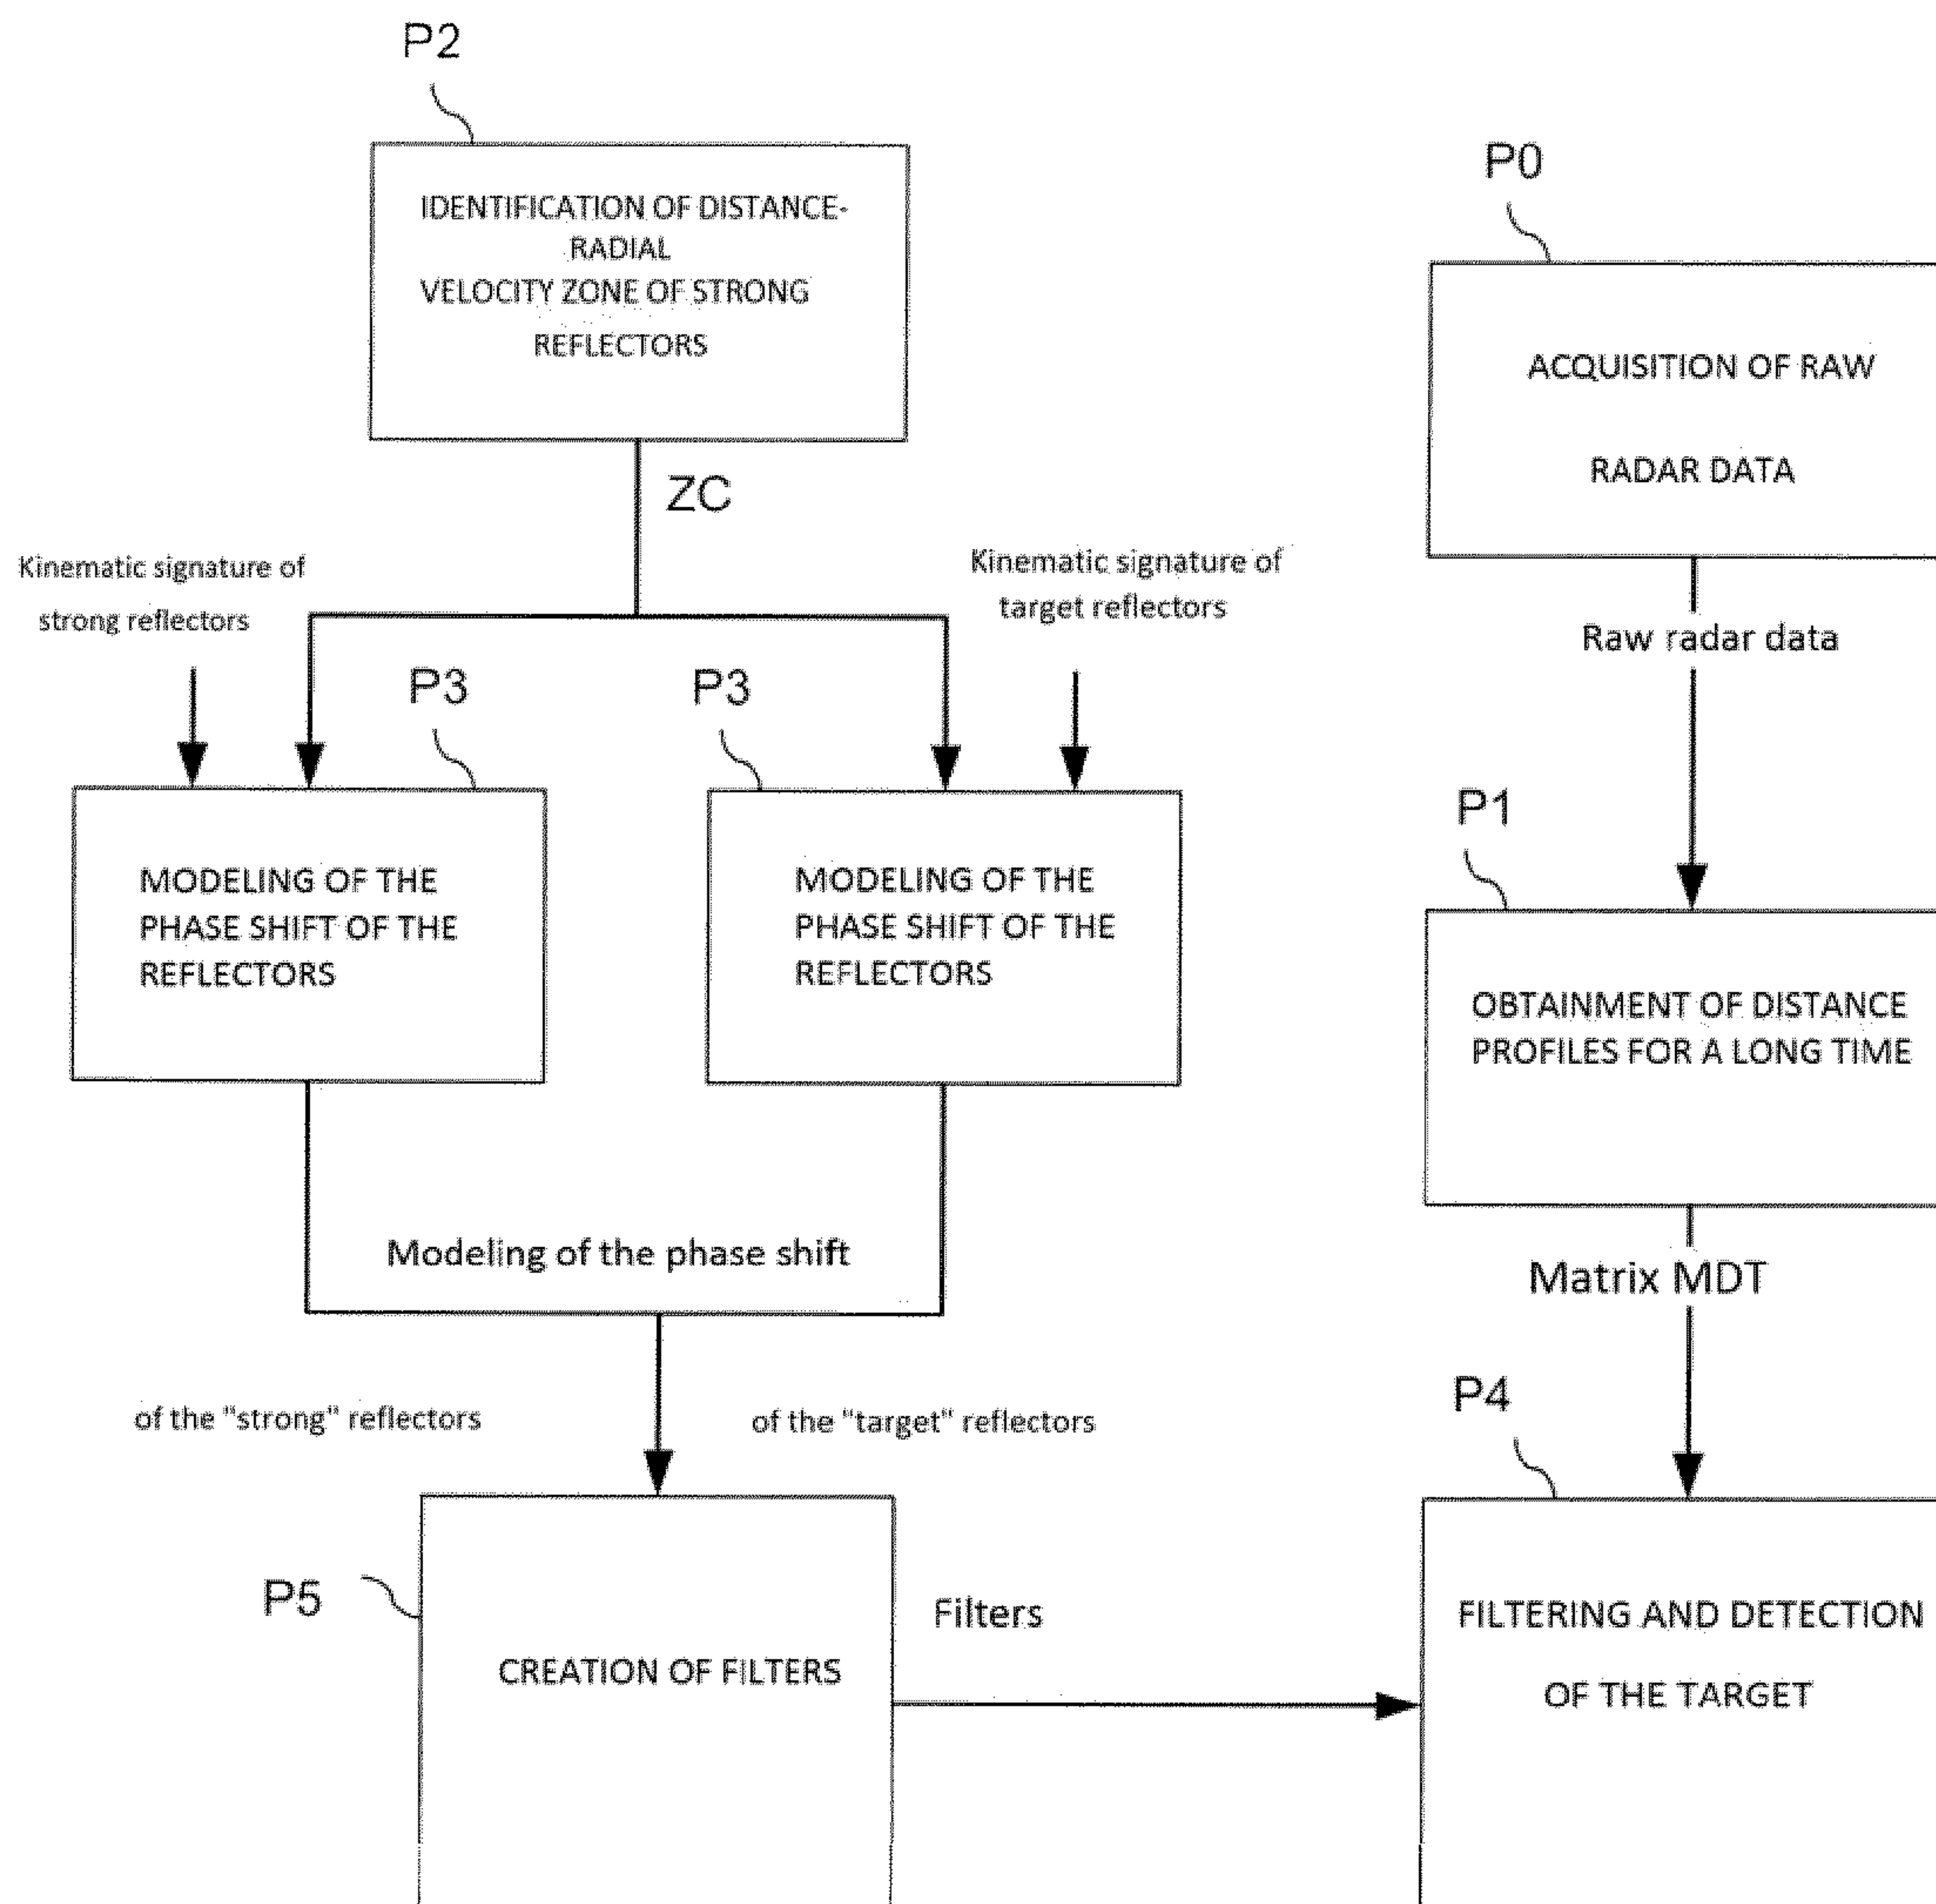 P2
IDENTIFICATION OF DISTANCE-
RADIAL
VELOCITY ZONE OF STRONG
REFLECTORS
ZC
P0
ACQUISITION OF RAW
RADAR DATA
Raw radar data
Kinematic signature of
strong reflectors
Kinematic signature of
target reflectors
P3
MODELING OF THE
PHASE SHIFT OF THE
REFLECTORS
P3
MODELING OF THE
PHASE SHIFT OF THE
REFLECTORS
P1
OBTAINMENT OF DISTANCE
PROFILES FOR A LONG TIME
Matrix MDT
Modeling of the phase shift
of the "strong" reflectors
of the "target" reflectors
P5
CREATION OF FILTERS
Filters
P4
FILTERING AND DETECTION
OF THE TARGET